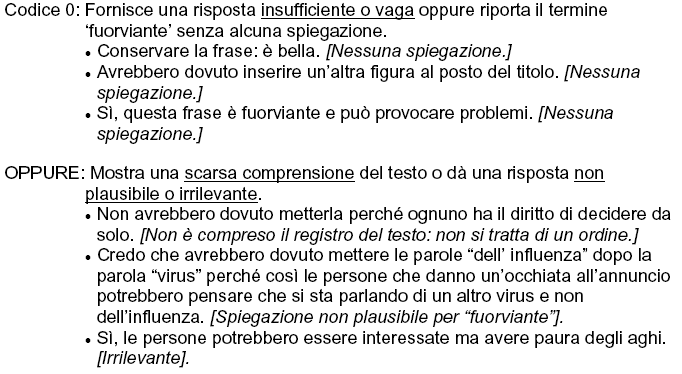 Codice 0: Fornisce una risposta insufficiente o vaga oppure riporta il termine
'fuorviante' senza alcuna spiegazione.
• Conservare la frase: è bella. [Nessuna spiegazione.]
• Avrebbero dovuto inserire un'altra figura al posto del titolo. [Nessuna
spiegazione.]
• Sì, questa frase è fuorviante e può provocare problemi. [Nessuna
spiegazione.]
OPPURE: Mostra una scarsa comprensione del testo o dà una risposta non
plausibile o irrilevante.
• Non avrebbero dovuto metterla perché ognuno ha il diritto di decidere da
solo. [Non è compreso il registro del testo: non si tratta di un ordine.]
• Credo che avrebbero dovuto mettere le parole "dell' influenza" dopo la
parola "virus" perché così le persone che danno un'occhiata all'annuncio
potrebbero pensare che si sta parlando di un altro virus e non
dell'influenza. [Spiegazione non plausibile per "fuorviante"].
• Sì, le persone potrebbero essere interessate ma avere paura degli aghi.
[Irrilevante].